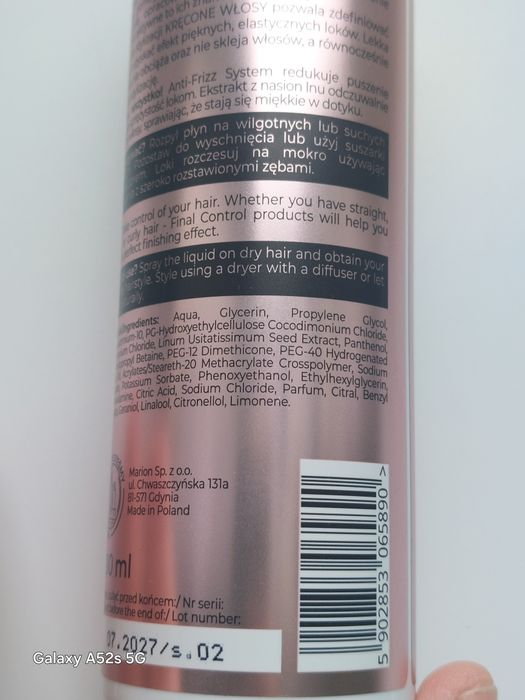 pozwala zdefiniować
KRĘCONE WŁOSY
efekt pięknych, elastycznych loków. Lekka
obciąża oraz nie skleja włosów, a równocześnie
Anti-Frizz System redukuje puszenie
lokom. Ekstrakt z nasion lnu odczuwalnie
sprawiając, że stają się miękkie w dotyku.
Rozpyl płyn na wilgotnych lub suchych
do wyschnięcia lub użyj suszarki
Loki rozczesuj na mokro używając
z szeroko rozstawionymi zębami.
control of your hair. Whether you have straight,
curly hair - Final Control products will help you
finishing effect.
Spray the liquid on dry hair and obtain your
Style using a dryer with a diffuser or let
Aqua, Glycerin, Propylene Glycol,
PG-Hydroxyethylcellulose Cocodimonium Chloride,
Chloride, Linum Usitatissimum Seed Extract, Panthenol,
Betaine, PEG-12 Dimethicone, PEG-40 Hydrogenated
Acrylates/Steareth-20 Methacrylate Crosspolymer, Sodium
Potassium Sorbate, Phenoxyethanol, Ethylhexylglycerin,
Citric Acid, Sodium Chloride, Parfum, Citral, Benzyl
Geraniol, Linalool, Citronellol, Limonene.
Marion Sp. z o.o.
ul. Chwaszczyńska 131a
81-571 Gdynia
Made in Poland
ml
przed końcem:/ Nr serii:
before the end of:/ Lot number:
07.2027/s.02
5 902853 065890 >
Galaxy A52s 5G